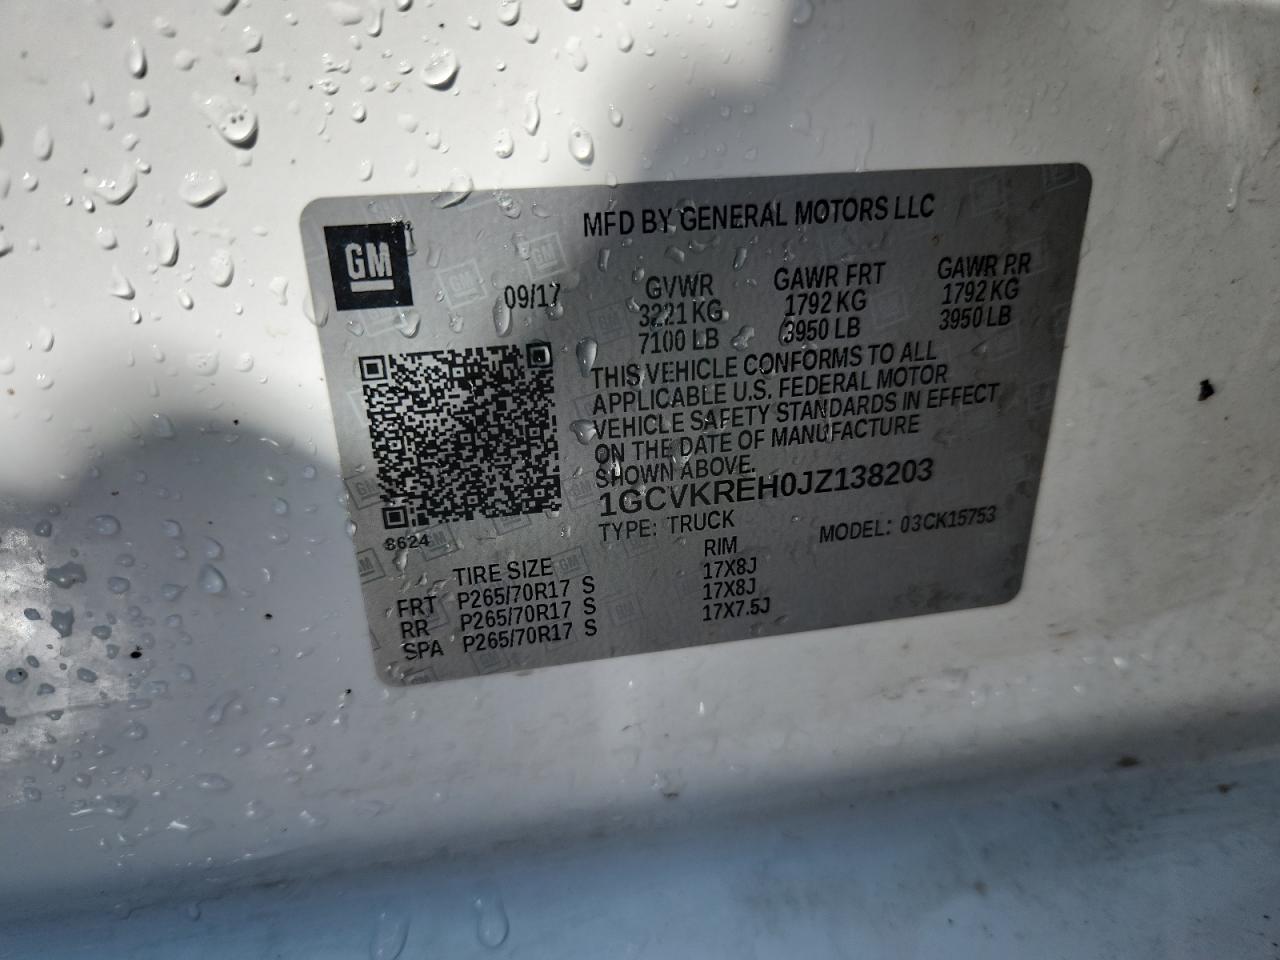 GM
MFD BY GENERAL MOTORS LLC
09/17
GVWR GAWR FRT GAWR RR
3221 KG 1792 KG 1792 KG
7100 LB 3950 LB 3950 LB
THIS VEHICLE CONFORMS TO ALL
APPLICABLE U.S. FEDERAL MOTOR
VEHICLE SAFETY STANDARDS IN EFFECT
ON THE DATE OF MANUFACTURE
SHOWN ABOVE.
1GCVKREH0JZ138203
TYPE: TRUCK MODEL: 03CK15753
8624
TIRE SIZE RIM
FRT P265/70R17 S 17X8J
RR P265/70R17 S 17X8J
SPA P265/70R17 S 17X7.5J